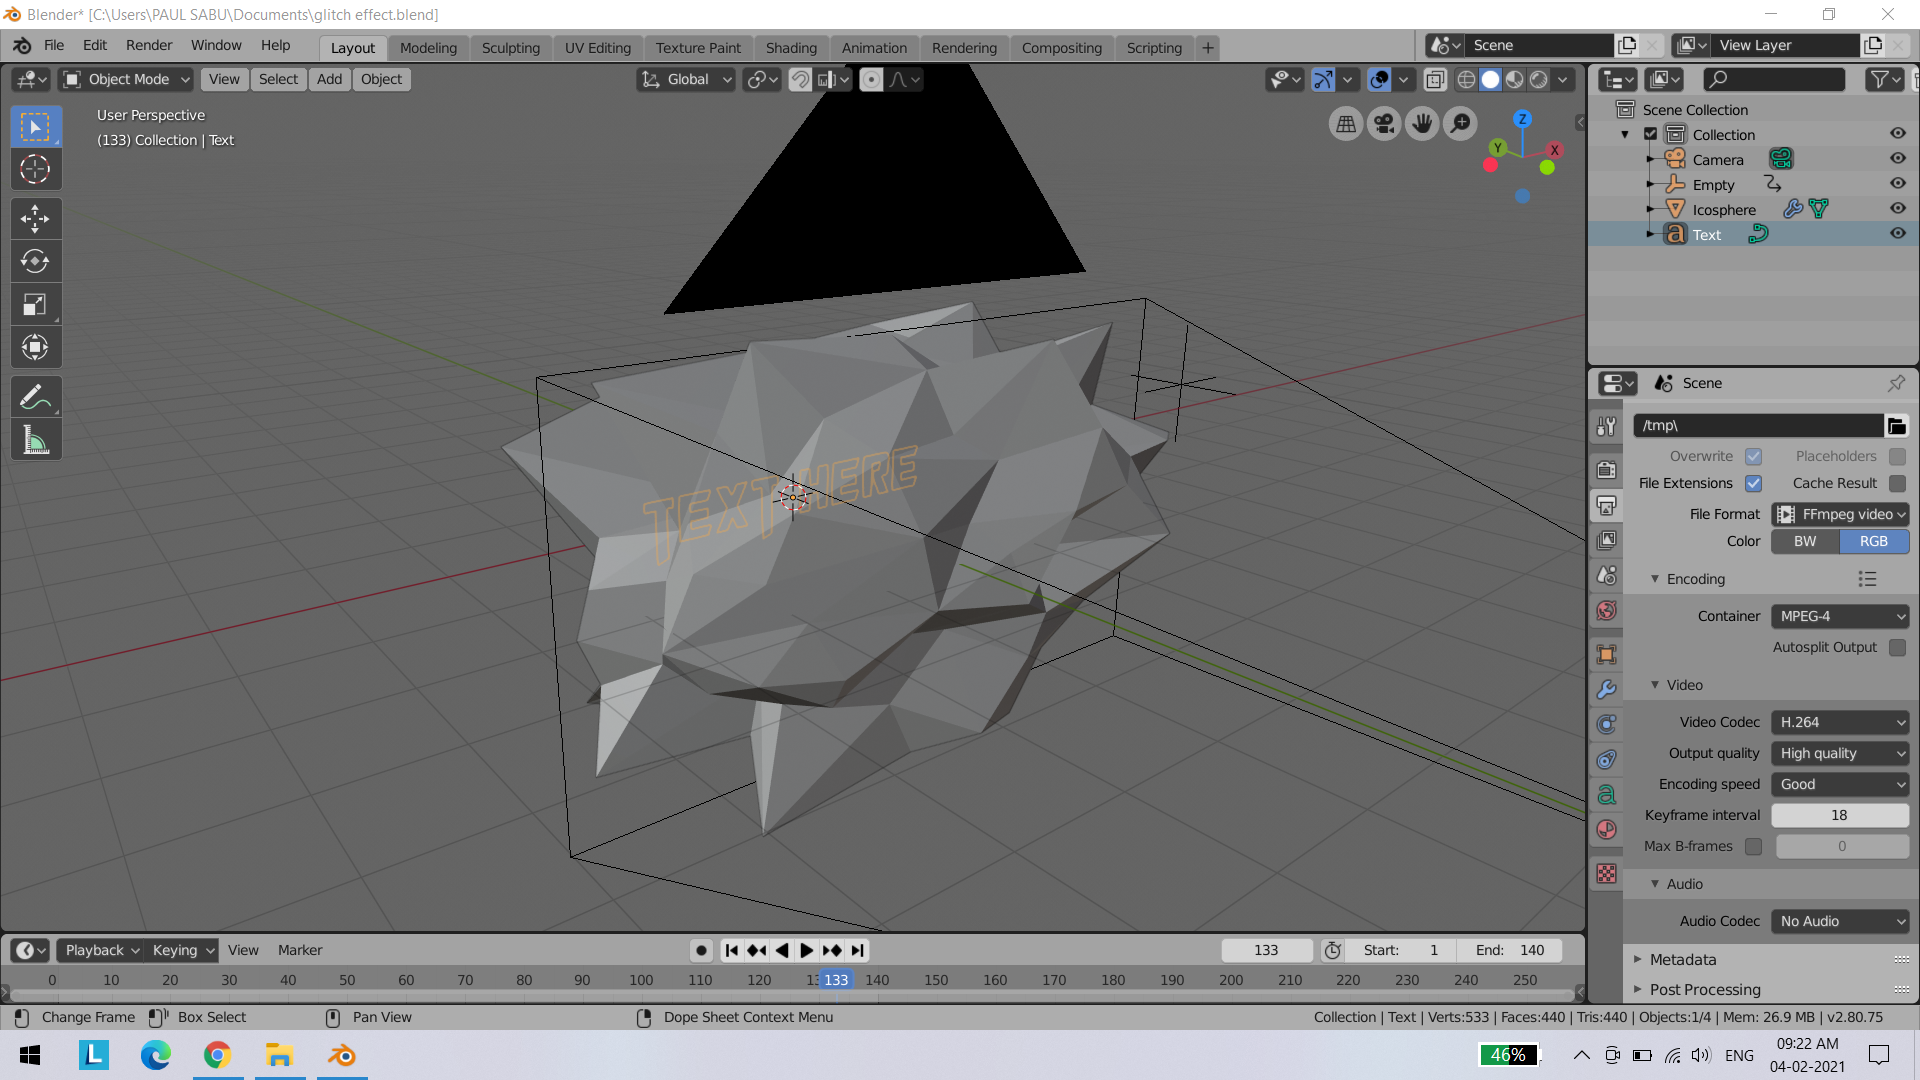 Blender* [C:\Users\PAUL SABU\Documents\glitch effect.blend]
File Edit Render Window Help Layout Modeling Sculpting UV Editing Texture Paint Shading Animation Rendering Compositing Scripting + Scene View Layer
Object Mode View Select Add Object Global
User Perspective
(133) Collection | Text
Z
Y X
TEXT HERE
Scene Collection
Collection
Camera
Empty
Icosphere
Text
Scene
/tmp\
Overwrite Placeholders
File Extensions Cache Result
File Format FFmpeg video
Color BW RGB
Encoding
Container MPEG-4
Autosplit Output
Video
Video Codec H.264
Output quality High quality
Encoding speed Good
Keyframe interval 18
Max B-frames 0
Audio
Audio Codec No Audio
Metadata
Post Processing
Playback Keying View Marker 133 Start: 1 End: 140
0 10 20 30 40 50 60 70 80 90 100 110 120 133 140 150 160 170 180 190 200 210 220 230 240 250
Change Frame Box Select Pan View Dope Sheet Context Menu Collection | Text | Verts:533 | Faces:440 | Tris:440 | Objects:1/4 | Mem: 26.9 MB | v2.80.75
L 46% ENG 09:22 AM
04-02-2021